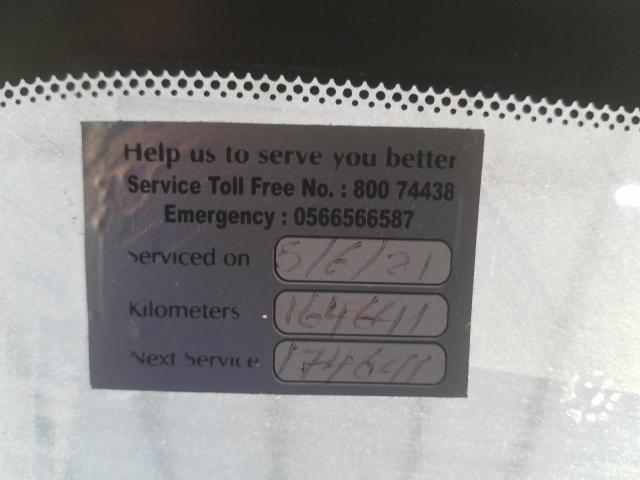 Help us to serve you better
Service Toll Free No. : 800 74438
Emergency : 0566566587
Serviced on 5/6/21
Kilometers 164641
Next Service 174641